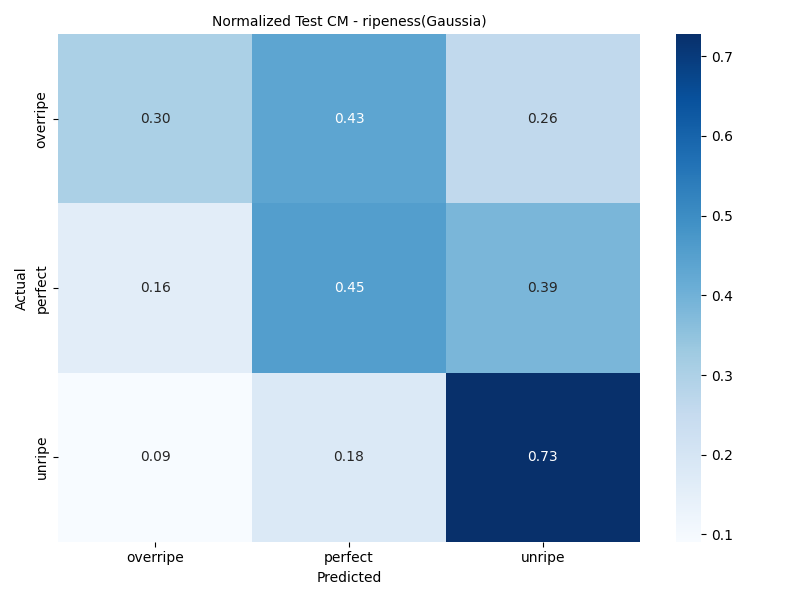 Normalized Test CM - ripeness(Gaussia)
overripe 0.30 0.43 0.26
perfect 0.16 0.45 0.39
unripe 0.09 0.18 0.73
Actual
overripe perfect unripe
Predicted
0.7
0.6
0.5
0.4
0.3
0.2
0.1